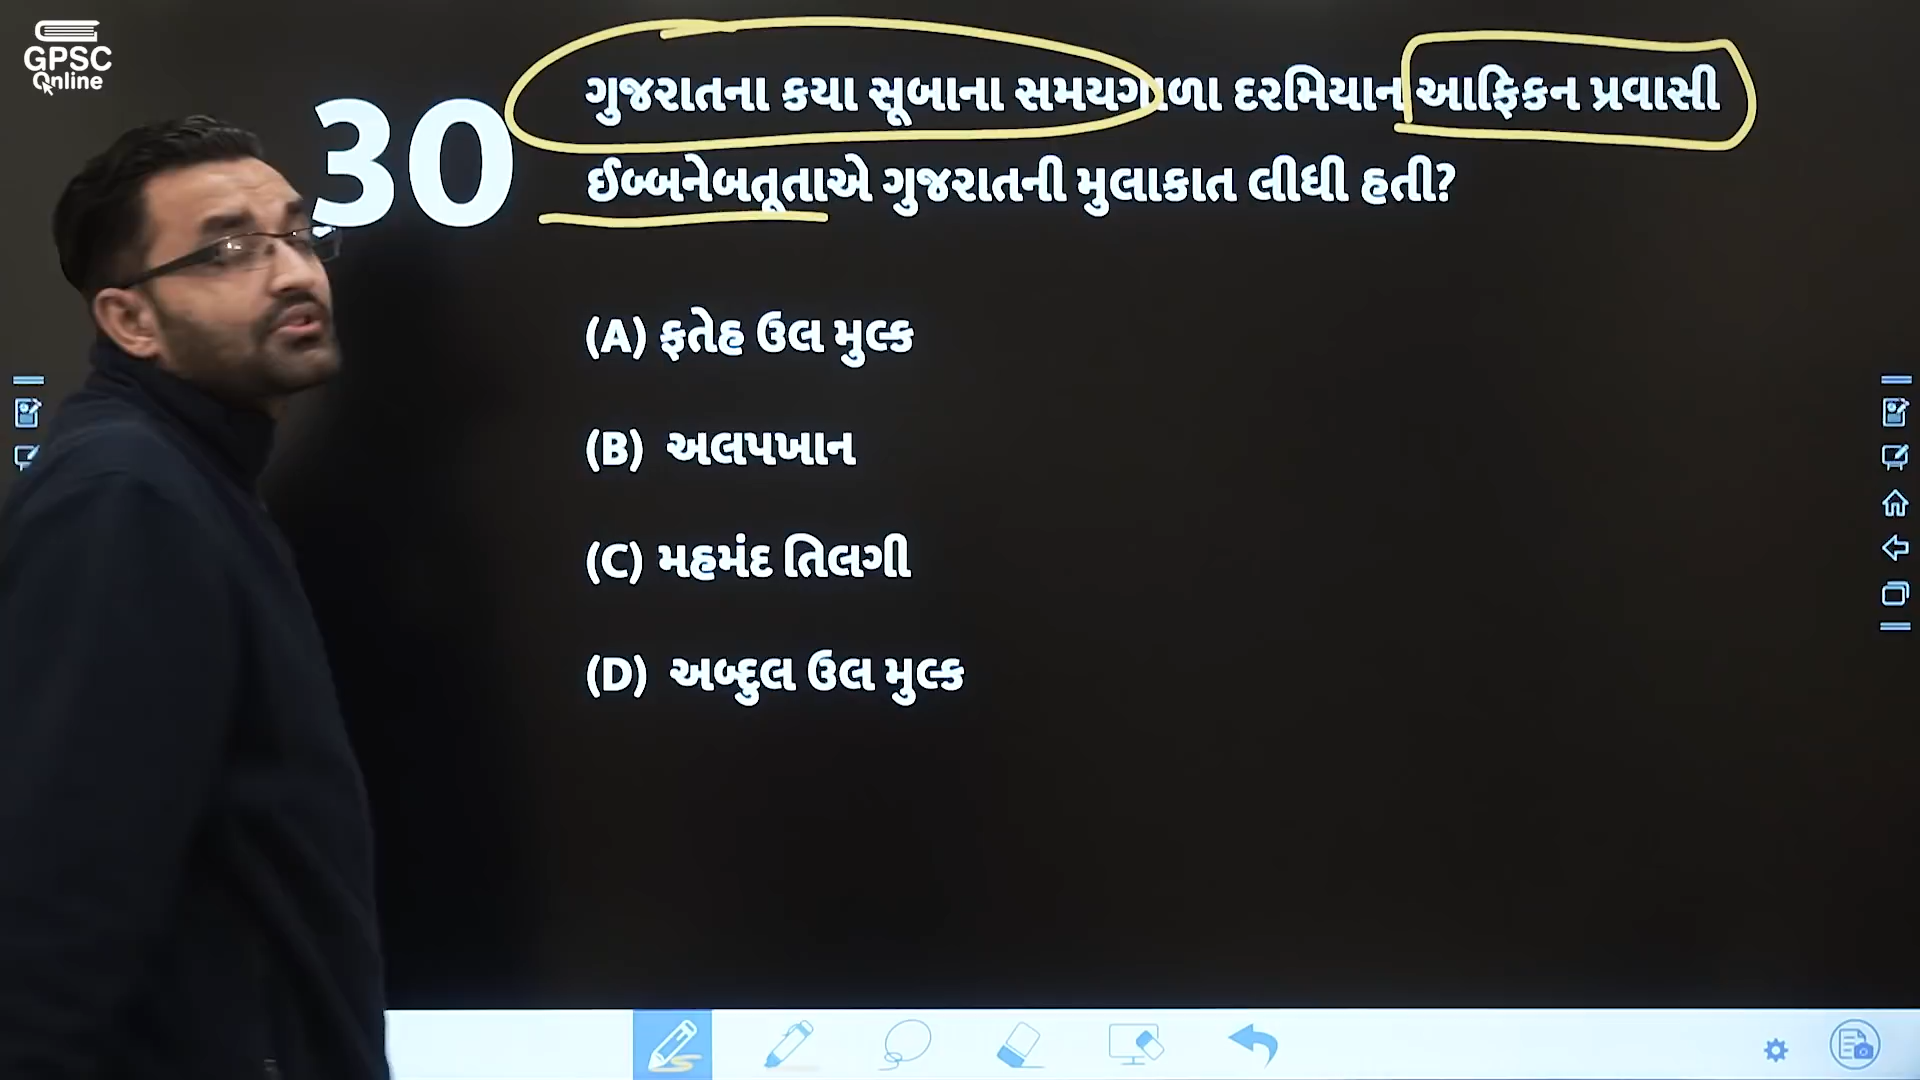 GPSC
Online
30
ગુજરાતના કયા સૂબાના સમયગાળા દરમિયાન આફ્રિકન પ્રવાસી
ઈબ્બનેબતૂતાએ ગુજરાતની મુલાકાત લીધી હતી?
(A) ફતેહ ઉલ મુલ્ક
(B) અલપખાન
(C) મહમંદ તિલગી
(D) અબ્દુલ ઉલ મુલ્ક